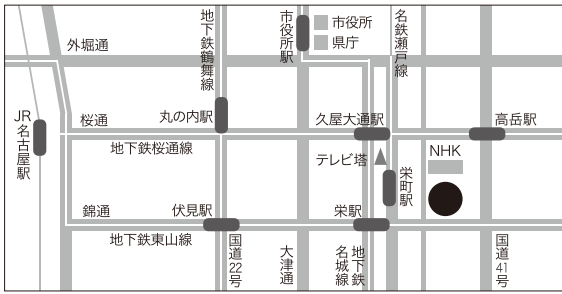 地下鉄鶴舞線
市役所駅
市役所
県庁
名鉄瀬戸線
外堀通
JR名古屋駅
桜通
丸の内駅
久屋大通駅
高岳駅
地下鉄桜通線
テレビ塔
NHK
栄町駅
錦通
伏見駅
栄駅
地下鉄東山線
国道22号
大津通
地下鉄名城線
国道41号